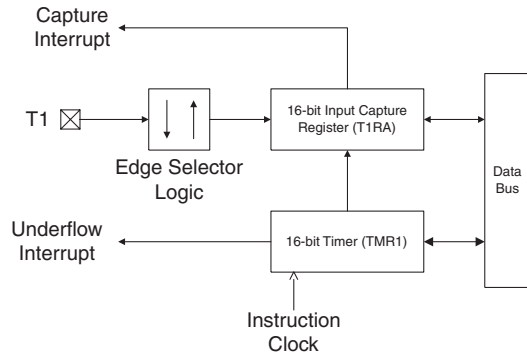 Capture
Interrupt
T1
16-bit Input Capture
Register (T1RA)
Edge Selector
Logic
Data
Bus
Underflow
Interrupt
16-bit Timer (TMR1)
Instruction
Clock